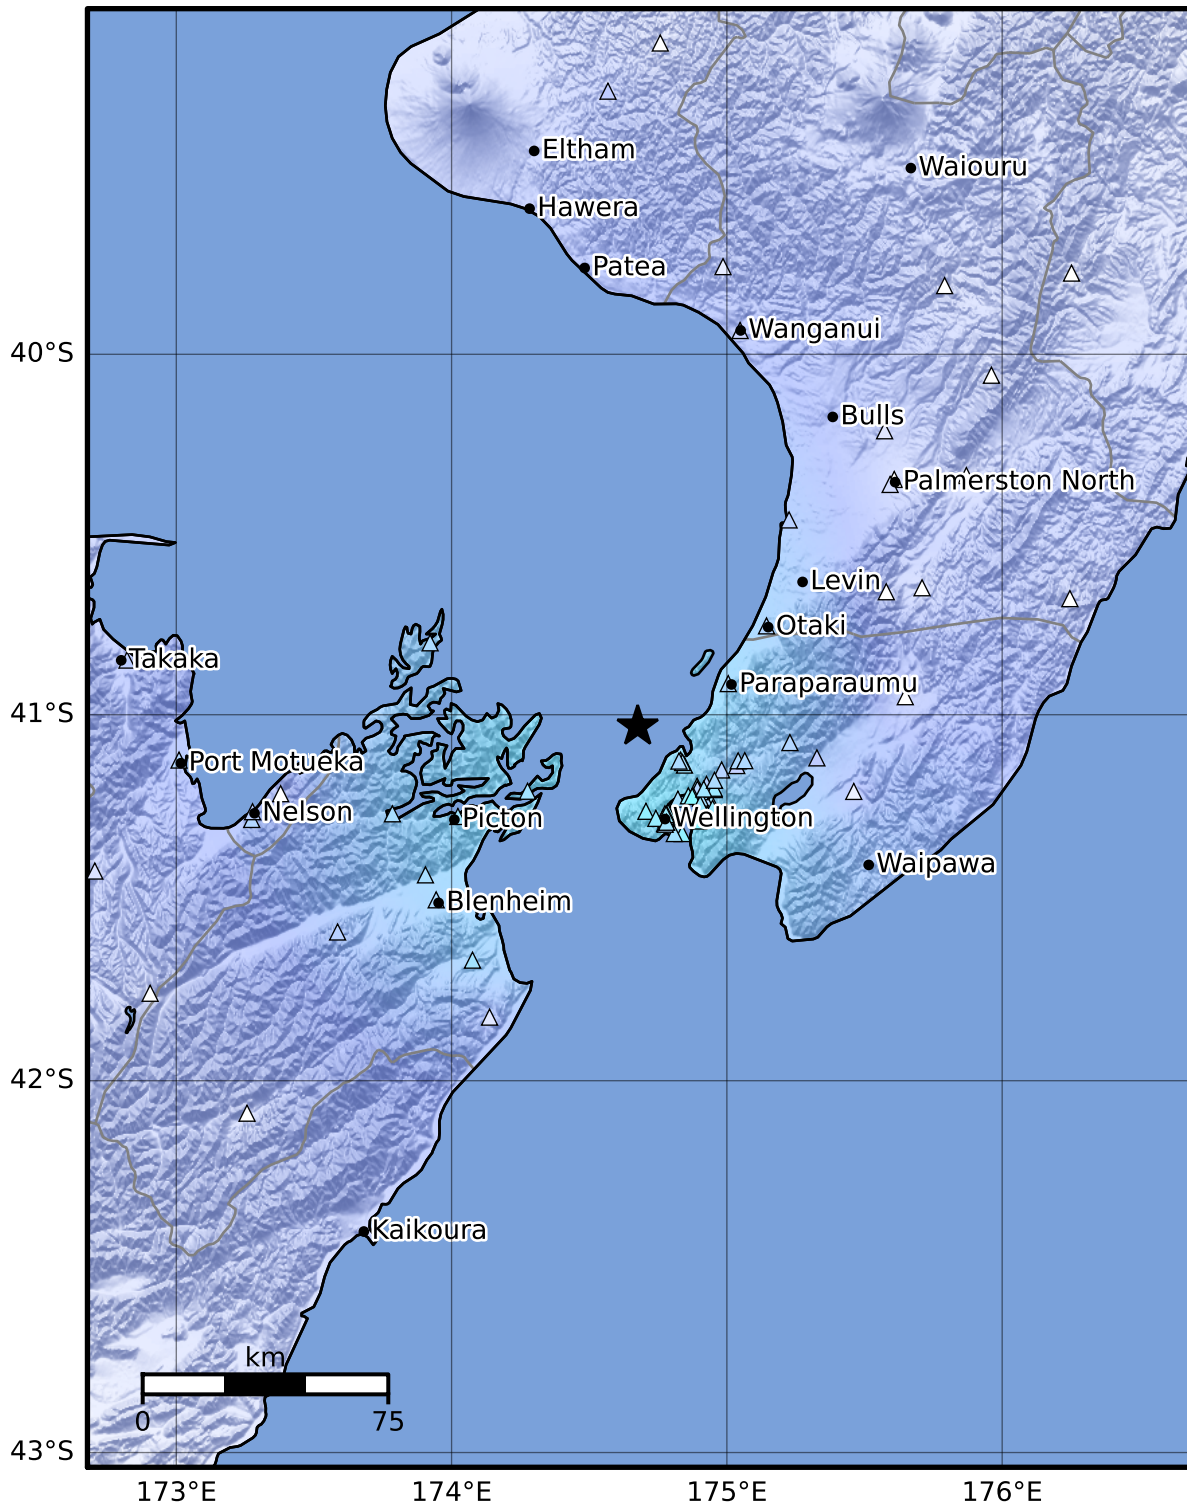 Eltham
Waiouru
Hawera
Patea
Wanganui
40°S
Bulls
Palmerston North
Levin
Otaki
Takaka
Paraparaumu
41°S
Port Motueka
Nelson
Picton
Wellington
Waipawa
Blenheim
42°S
Kaikoura
km
0
75
43°S
173°E
174°E
175°E
176°E